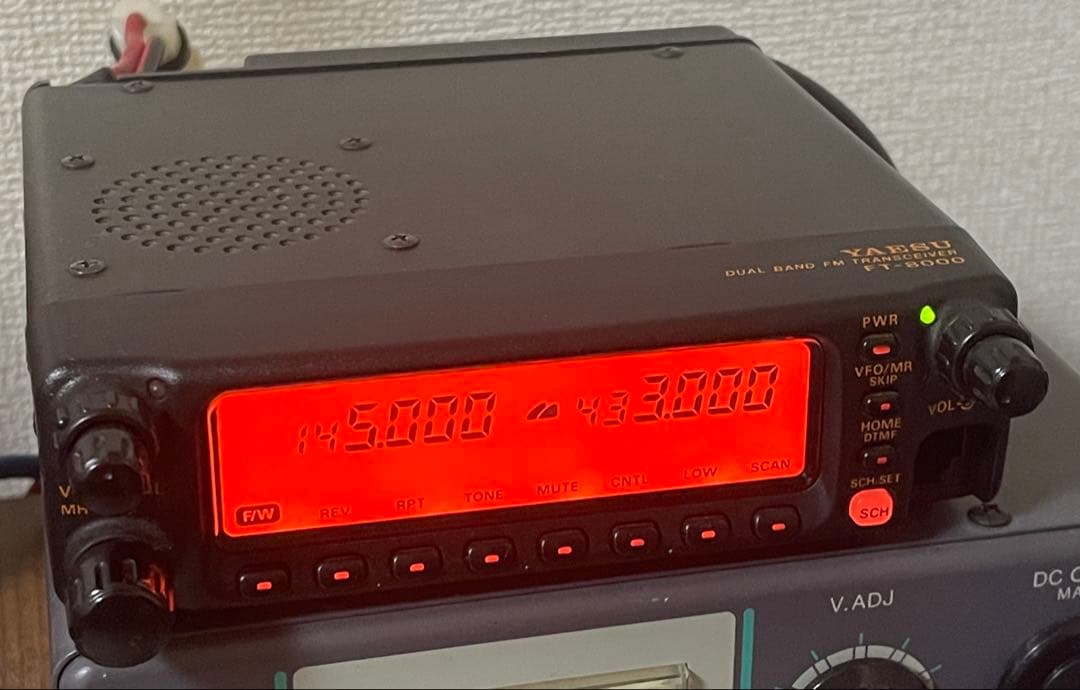 YAESU
DUAL BAND FM TRANSCEIVER
FT-8000
PWR
VFO/MR
SKIP
VOL
HOME
DTMF
SCH.SET
SCH
145.000 433.000
F/W REV RPT TONE MUTE CNTL LOW SCAN
V.ADJ
DC